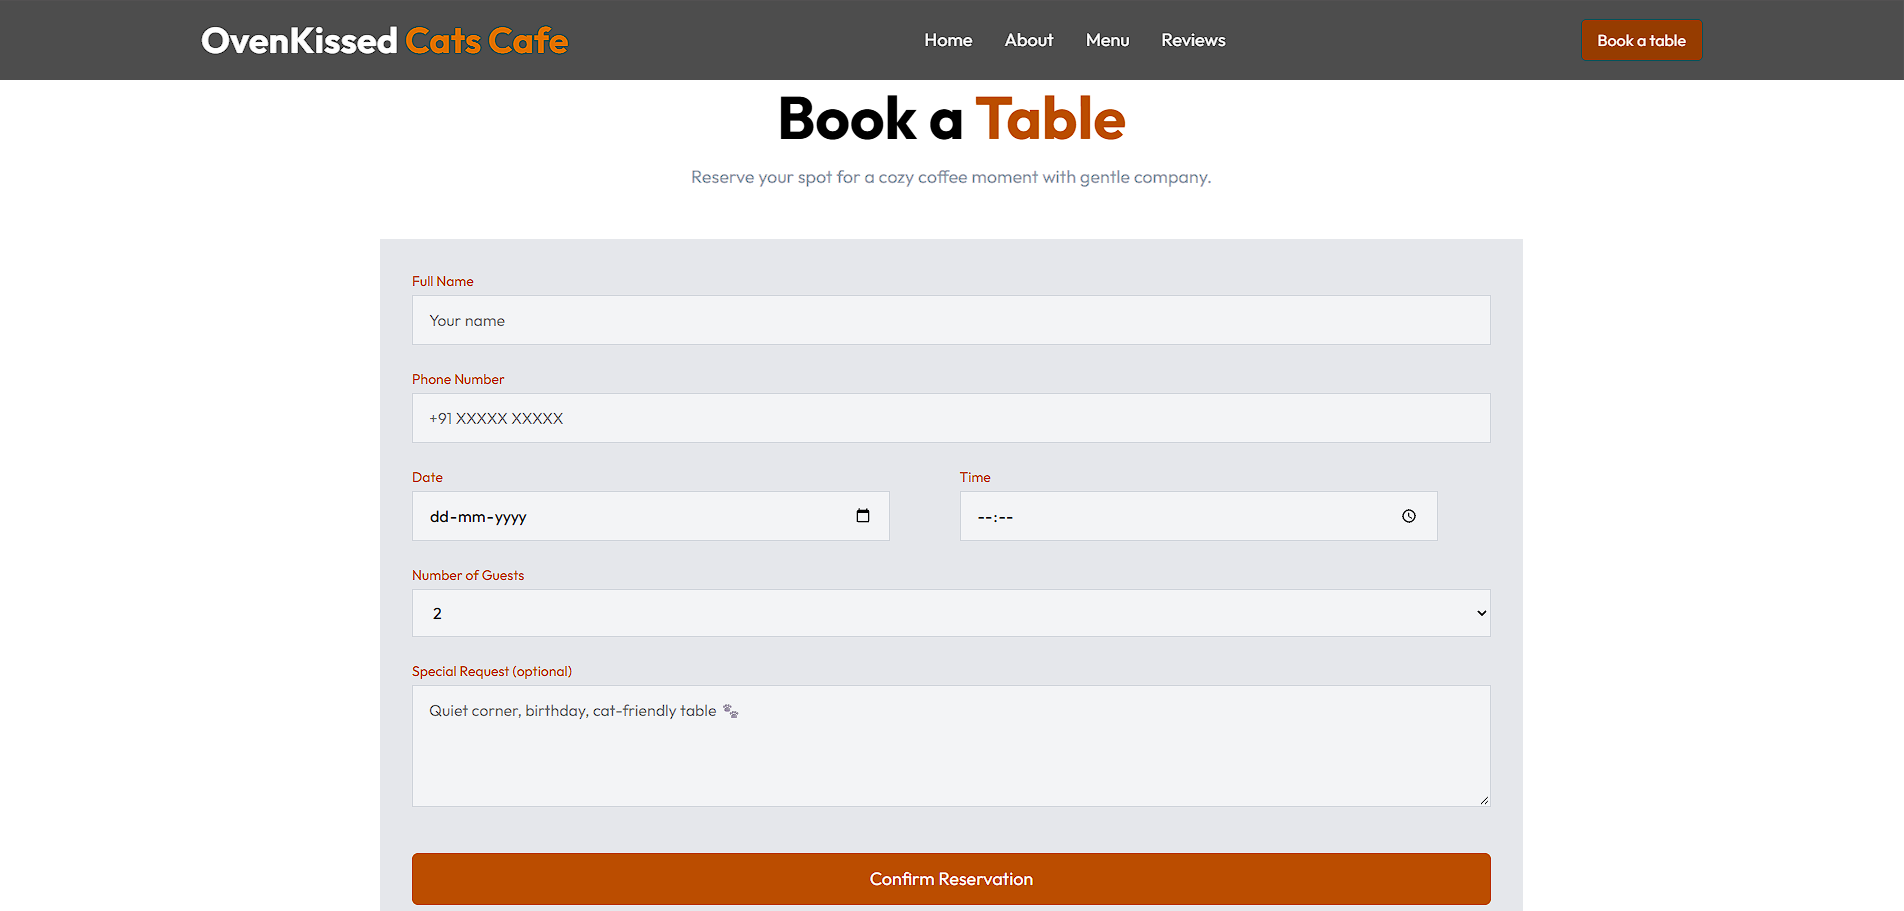 OvenKissed Cats Cafe
Home About Menu Reviews
Book a table
Book a Table
Reserve your spot for a cozy coffee moment with gentle company.
Full Name
Your name
Phone Number
+91 XXXXX XXXXX
Date Time
dd-mm-yyyy --:--
Number of Guests
2
Special Request (optional)
Quiet corner, birthday, cat-friendly table 🐾
Confirm Reservation